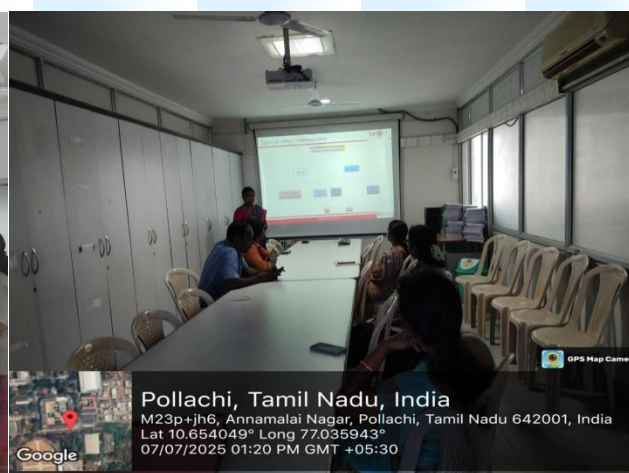 GPS Map Came
Pollachi, Tamil Nadu, India
M23p+jh6, Annamalai Nagar, Pollachi, Tamil Nadu 642001, India
Lat 10.654049° Long 77.035943°
07/07/2025 01:20 PM GMT +05:30
Google